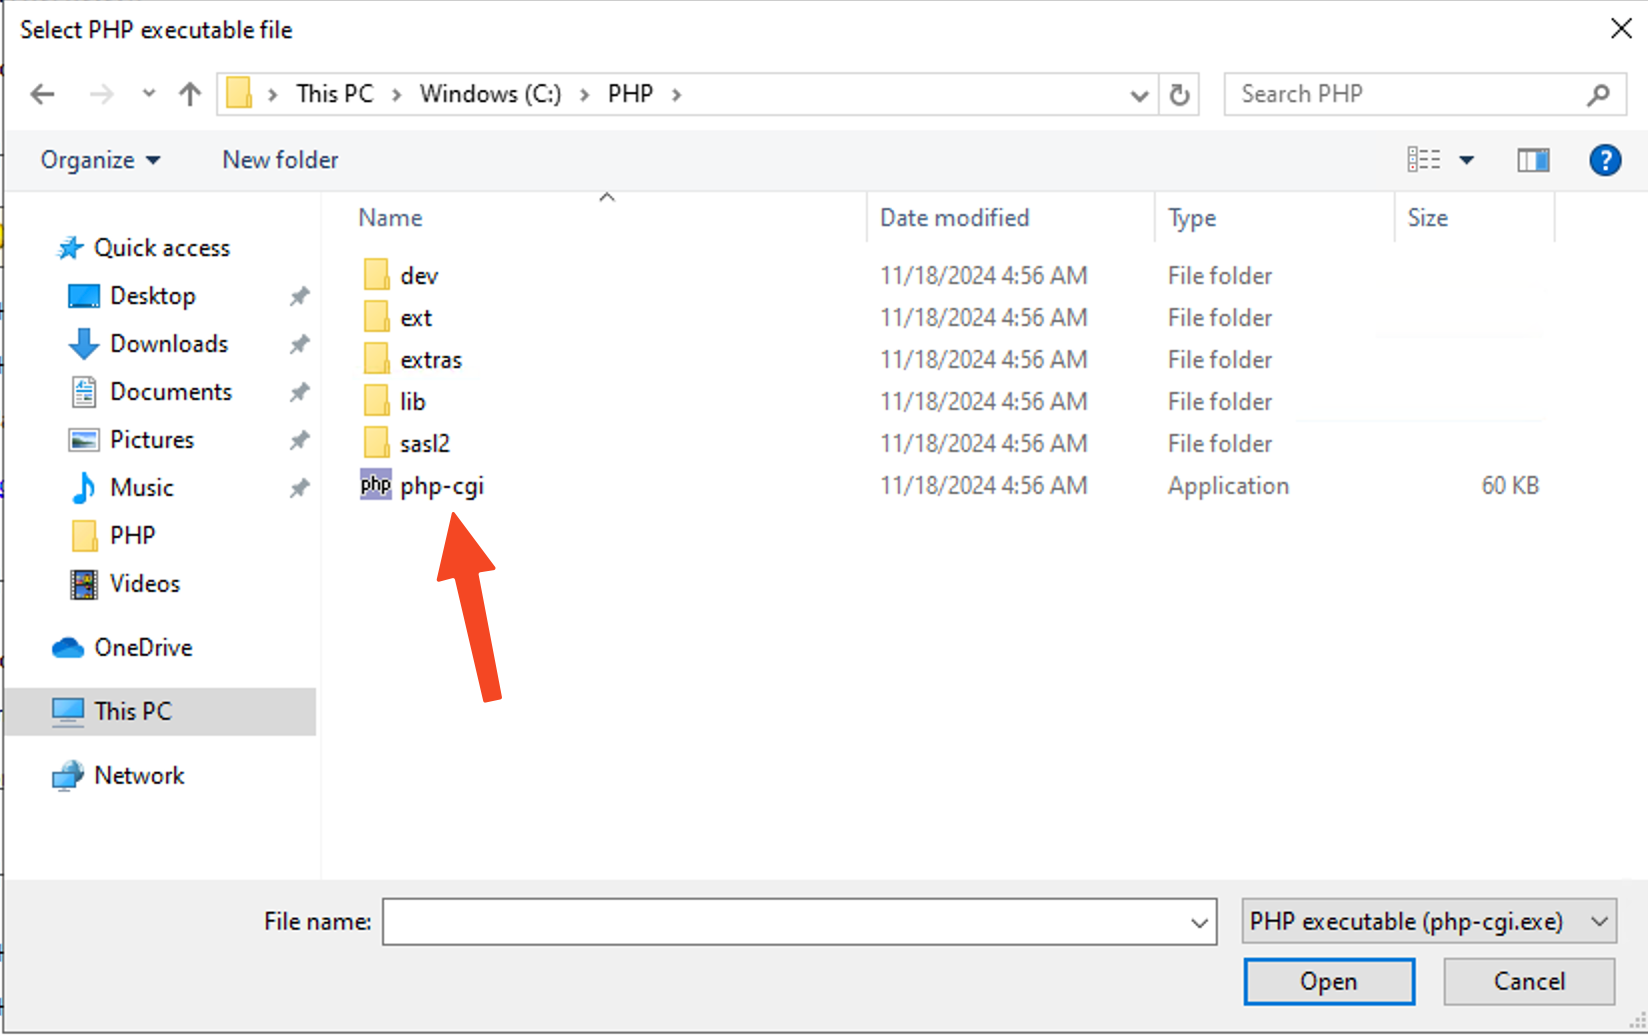 Select PHP executable file
This PC Windows (C:) PHP
Search PHP
Organize New folder
Name Date modified Type Size
Quick access
Desktop
Downloads
Documents
Pictures
Music
PHP
Videos
OneDrive
This PC
Network
dev 11/18/2024 4:56 AM File folder
ext 11/18/2024 4:56 AM File folder
extras 11/18/2024 4:56 AM File folder
lib 11/18/2024 4:56 AM File folder
sasl2 11/18/2024 4:56 AM File folder
php php-cgi 11/18/2024 4:56 AM Application 60 KB
File name: PHP executable (php-cgi.exe)
Open Cancel